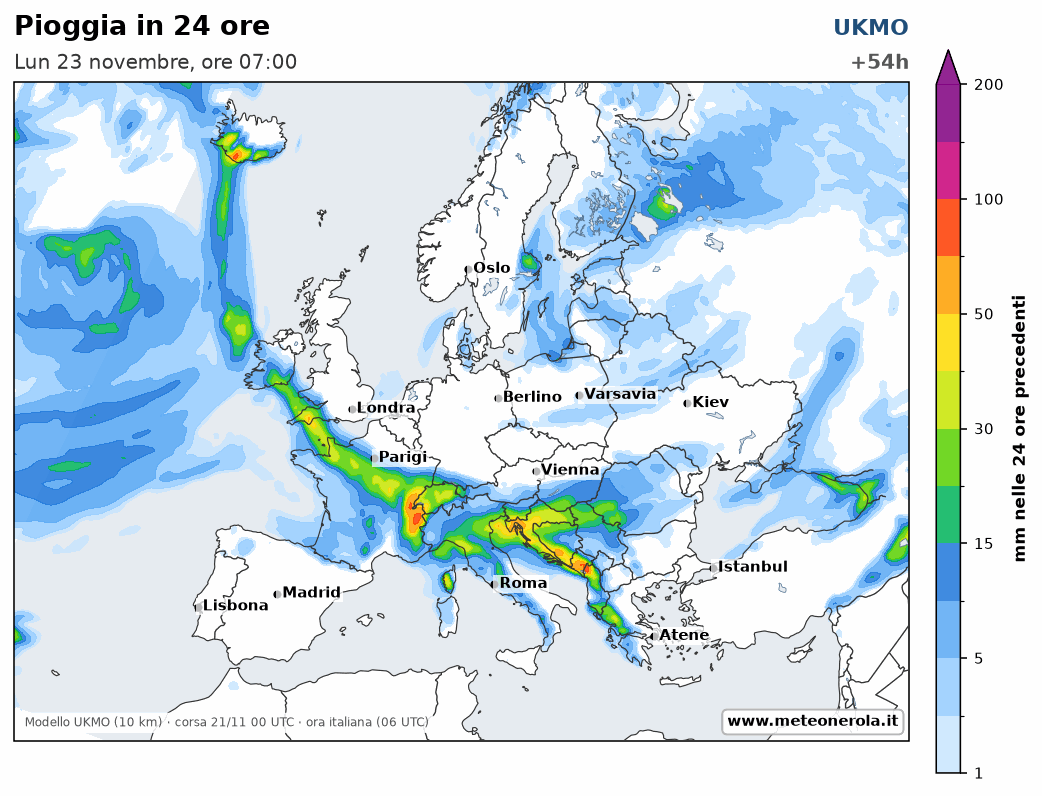 Pioggia in 24 ore
UKMO
Lun 23 novembre, ore 07:00
+54h
200
100
50
30
15
5
1
mm nelle 24 ore precedenti
Oslo
Berlino
Varsavia
Kiev
Londra
Parigi
Vienna
Istanbul
Roma
Madrid
Lisbona
Atene
Modello UKMO (10 km) · corsa 21/11 00 UTC · ora italiana (06 UTC)
www.meteonerola.it